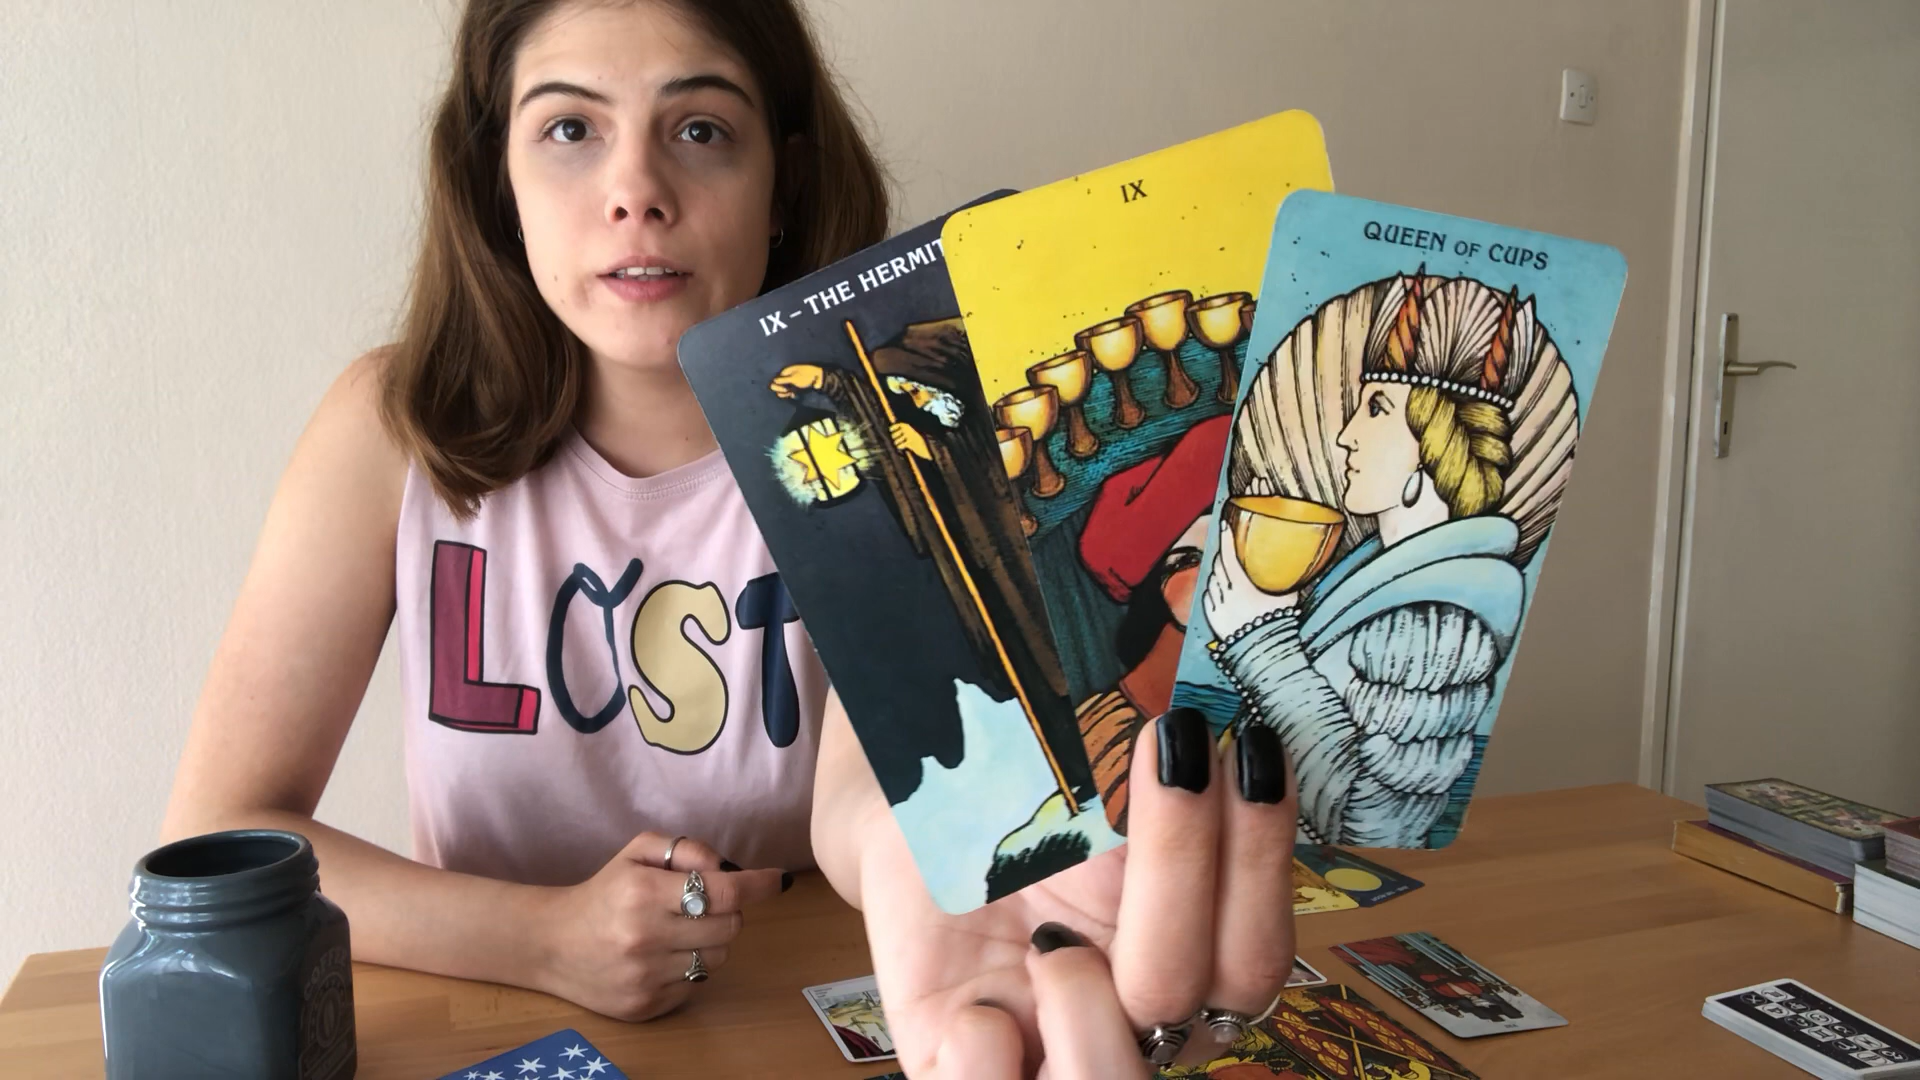 IX – THE HERMIT
IX
QUEEN OF CUPS
LOST